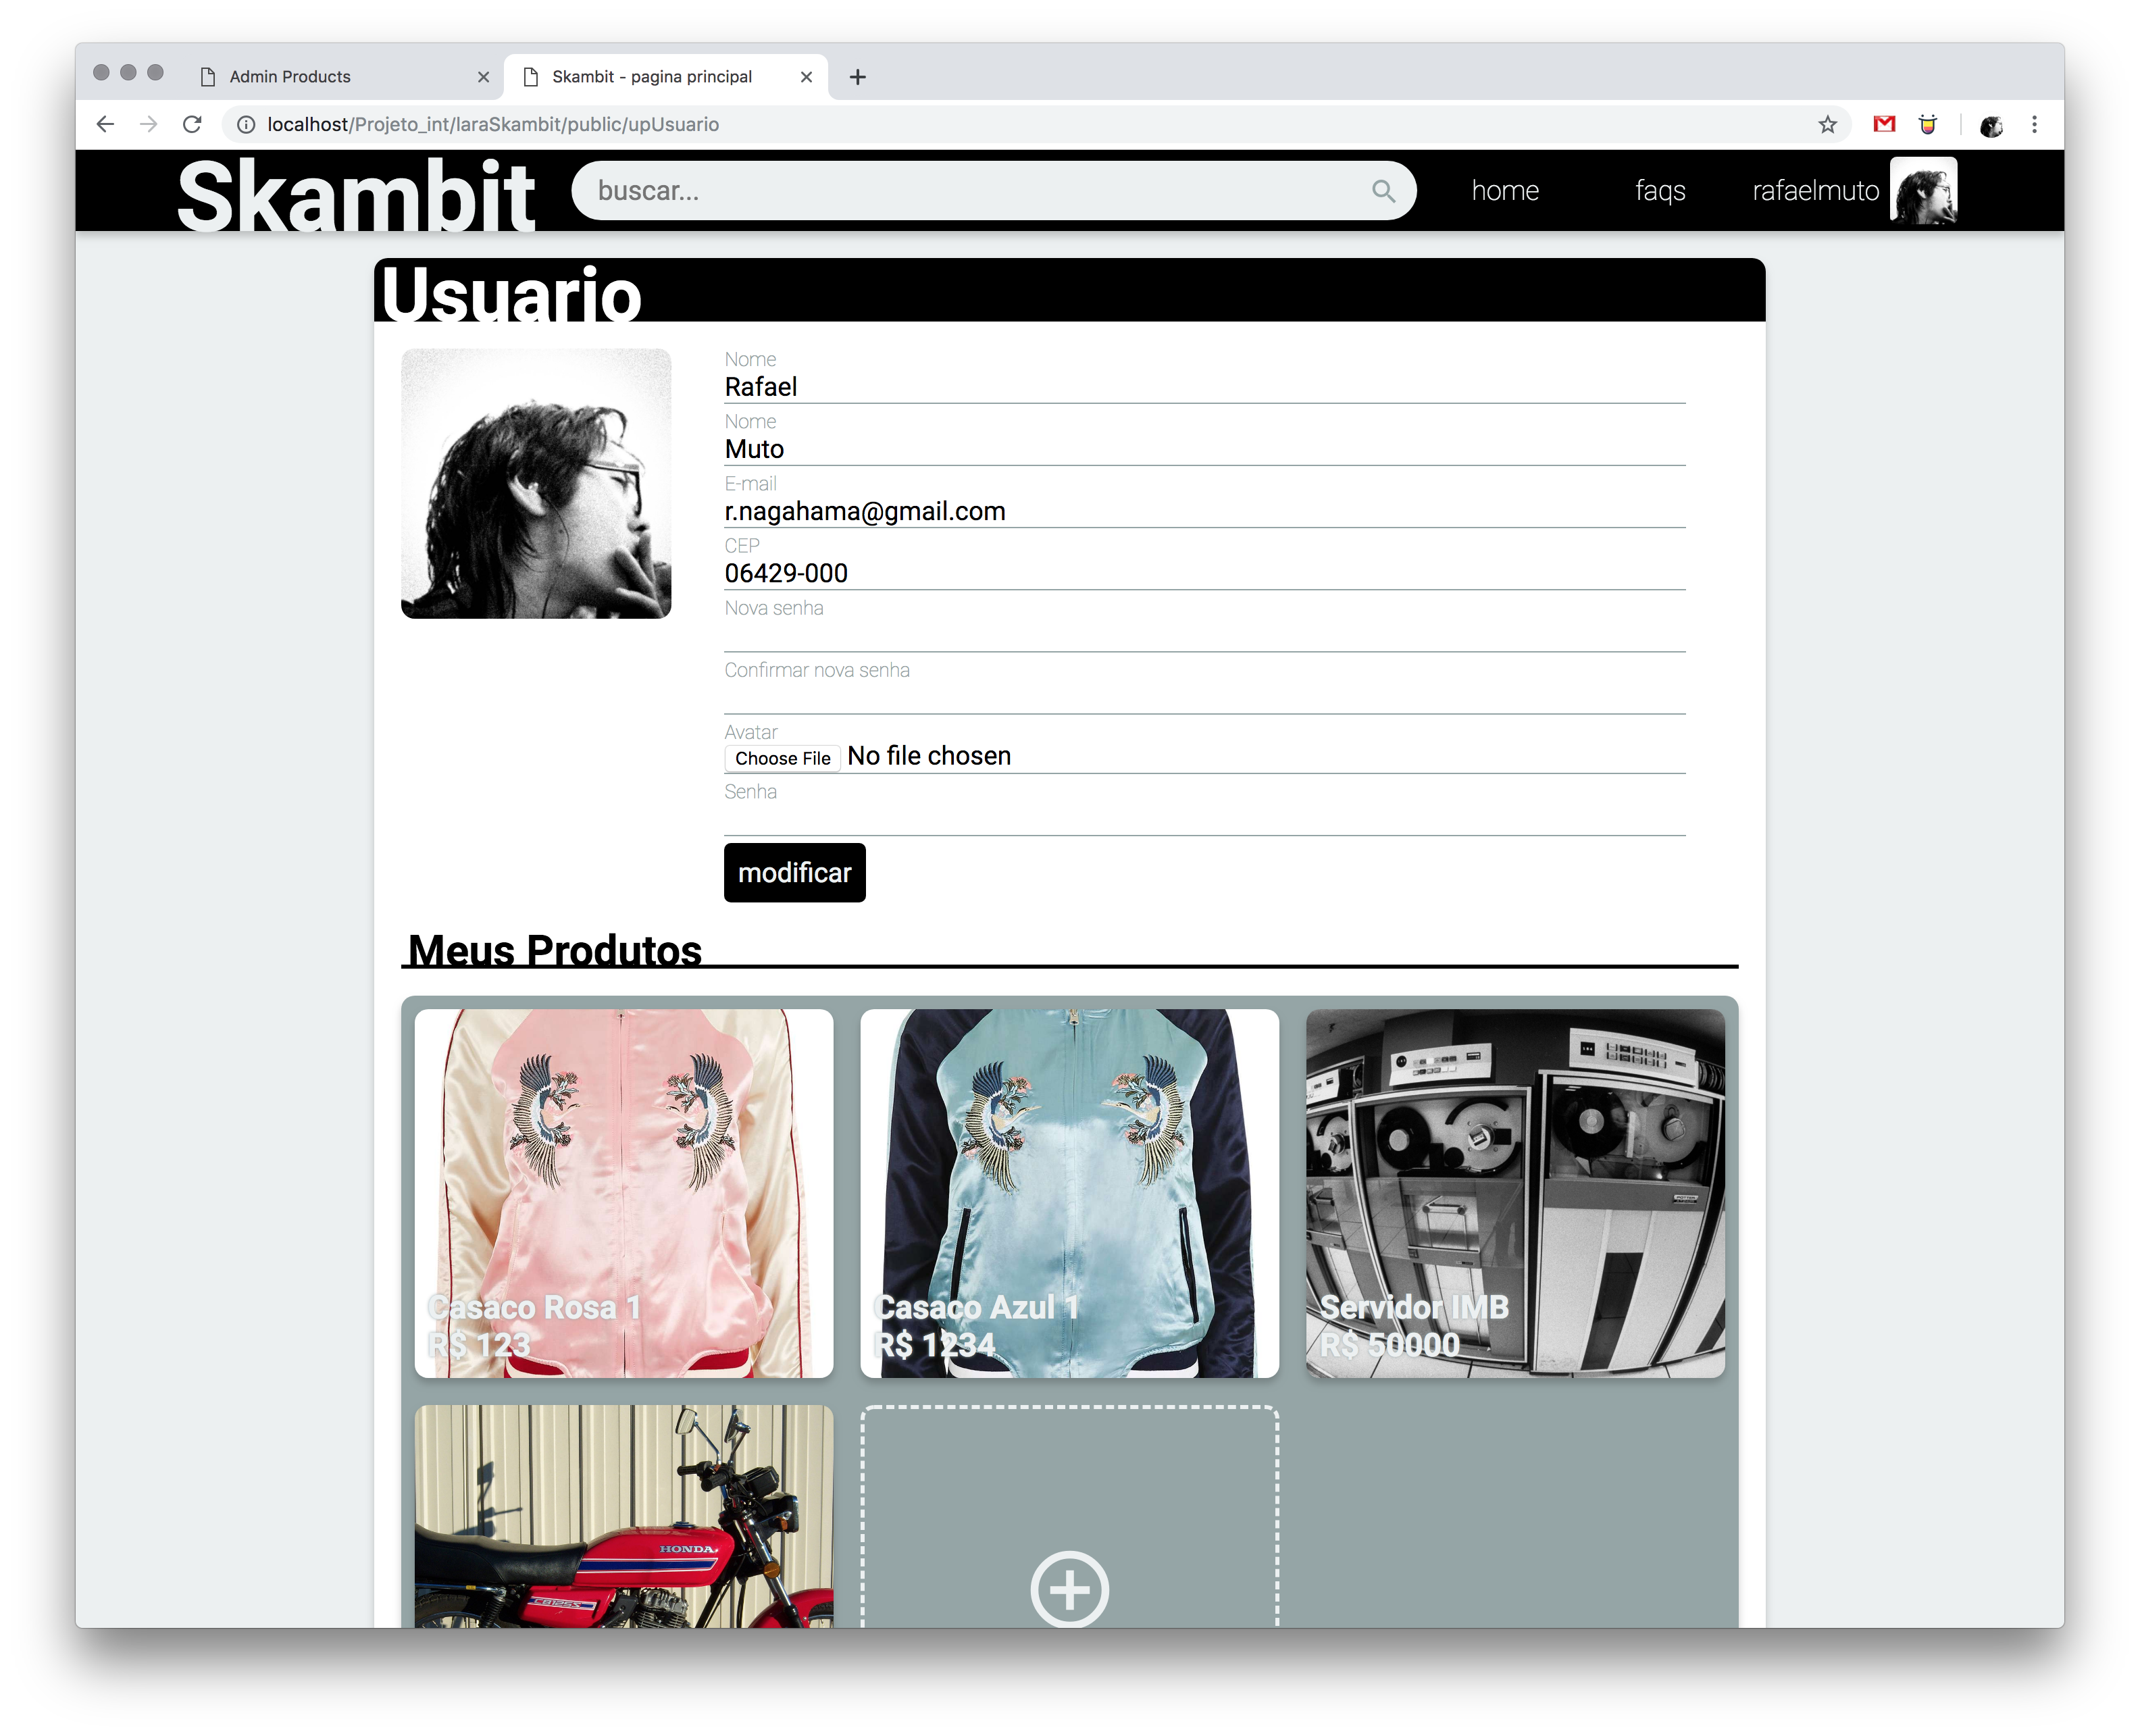 Admin Products
Skambit - pagina principal
localhost/Projeto_int/laraSkambit/public/upUsuario
Skambit
buscar...
home
faqs
rafaelmuto
Usuario
Nome
Rafael
Nome
Muto
E-mail
r.nagahama@gmail.com
CEP
06429-000
Nova senha
Confirmar nova senha
Avatar
Choose File No file chosen
Senha
modificar
Meus Produtos
Casaco Rosa 1
R$ 123
Casaco Azul 1
R$ 1234
Servidor IMB
R$ 50000
HONDA
CB125S